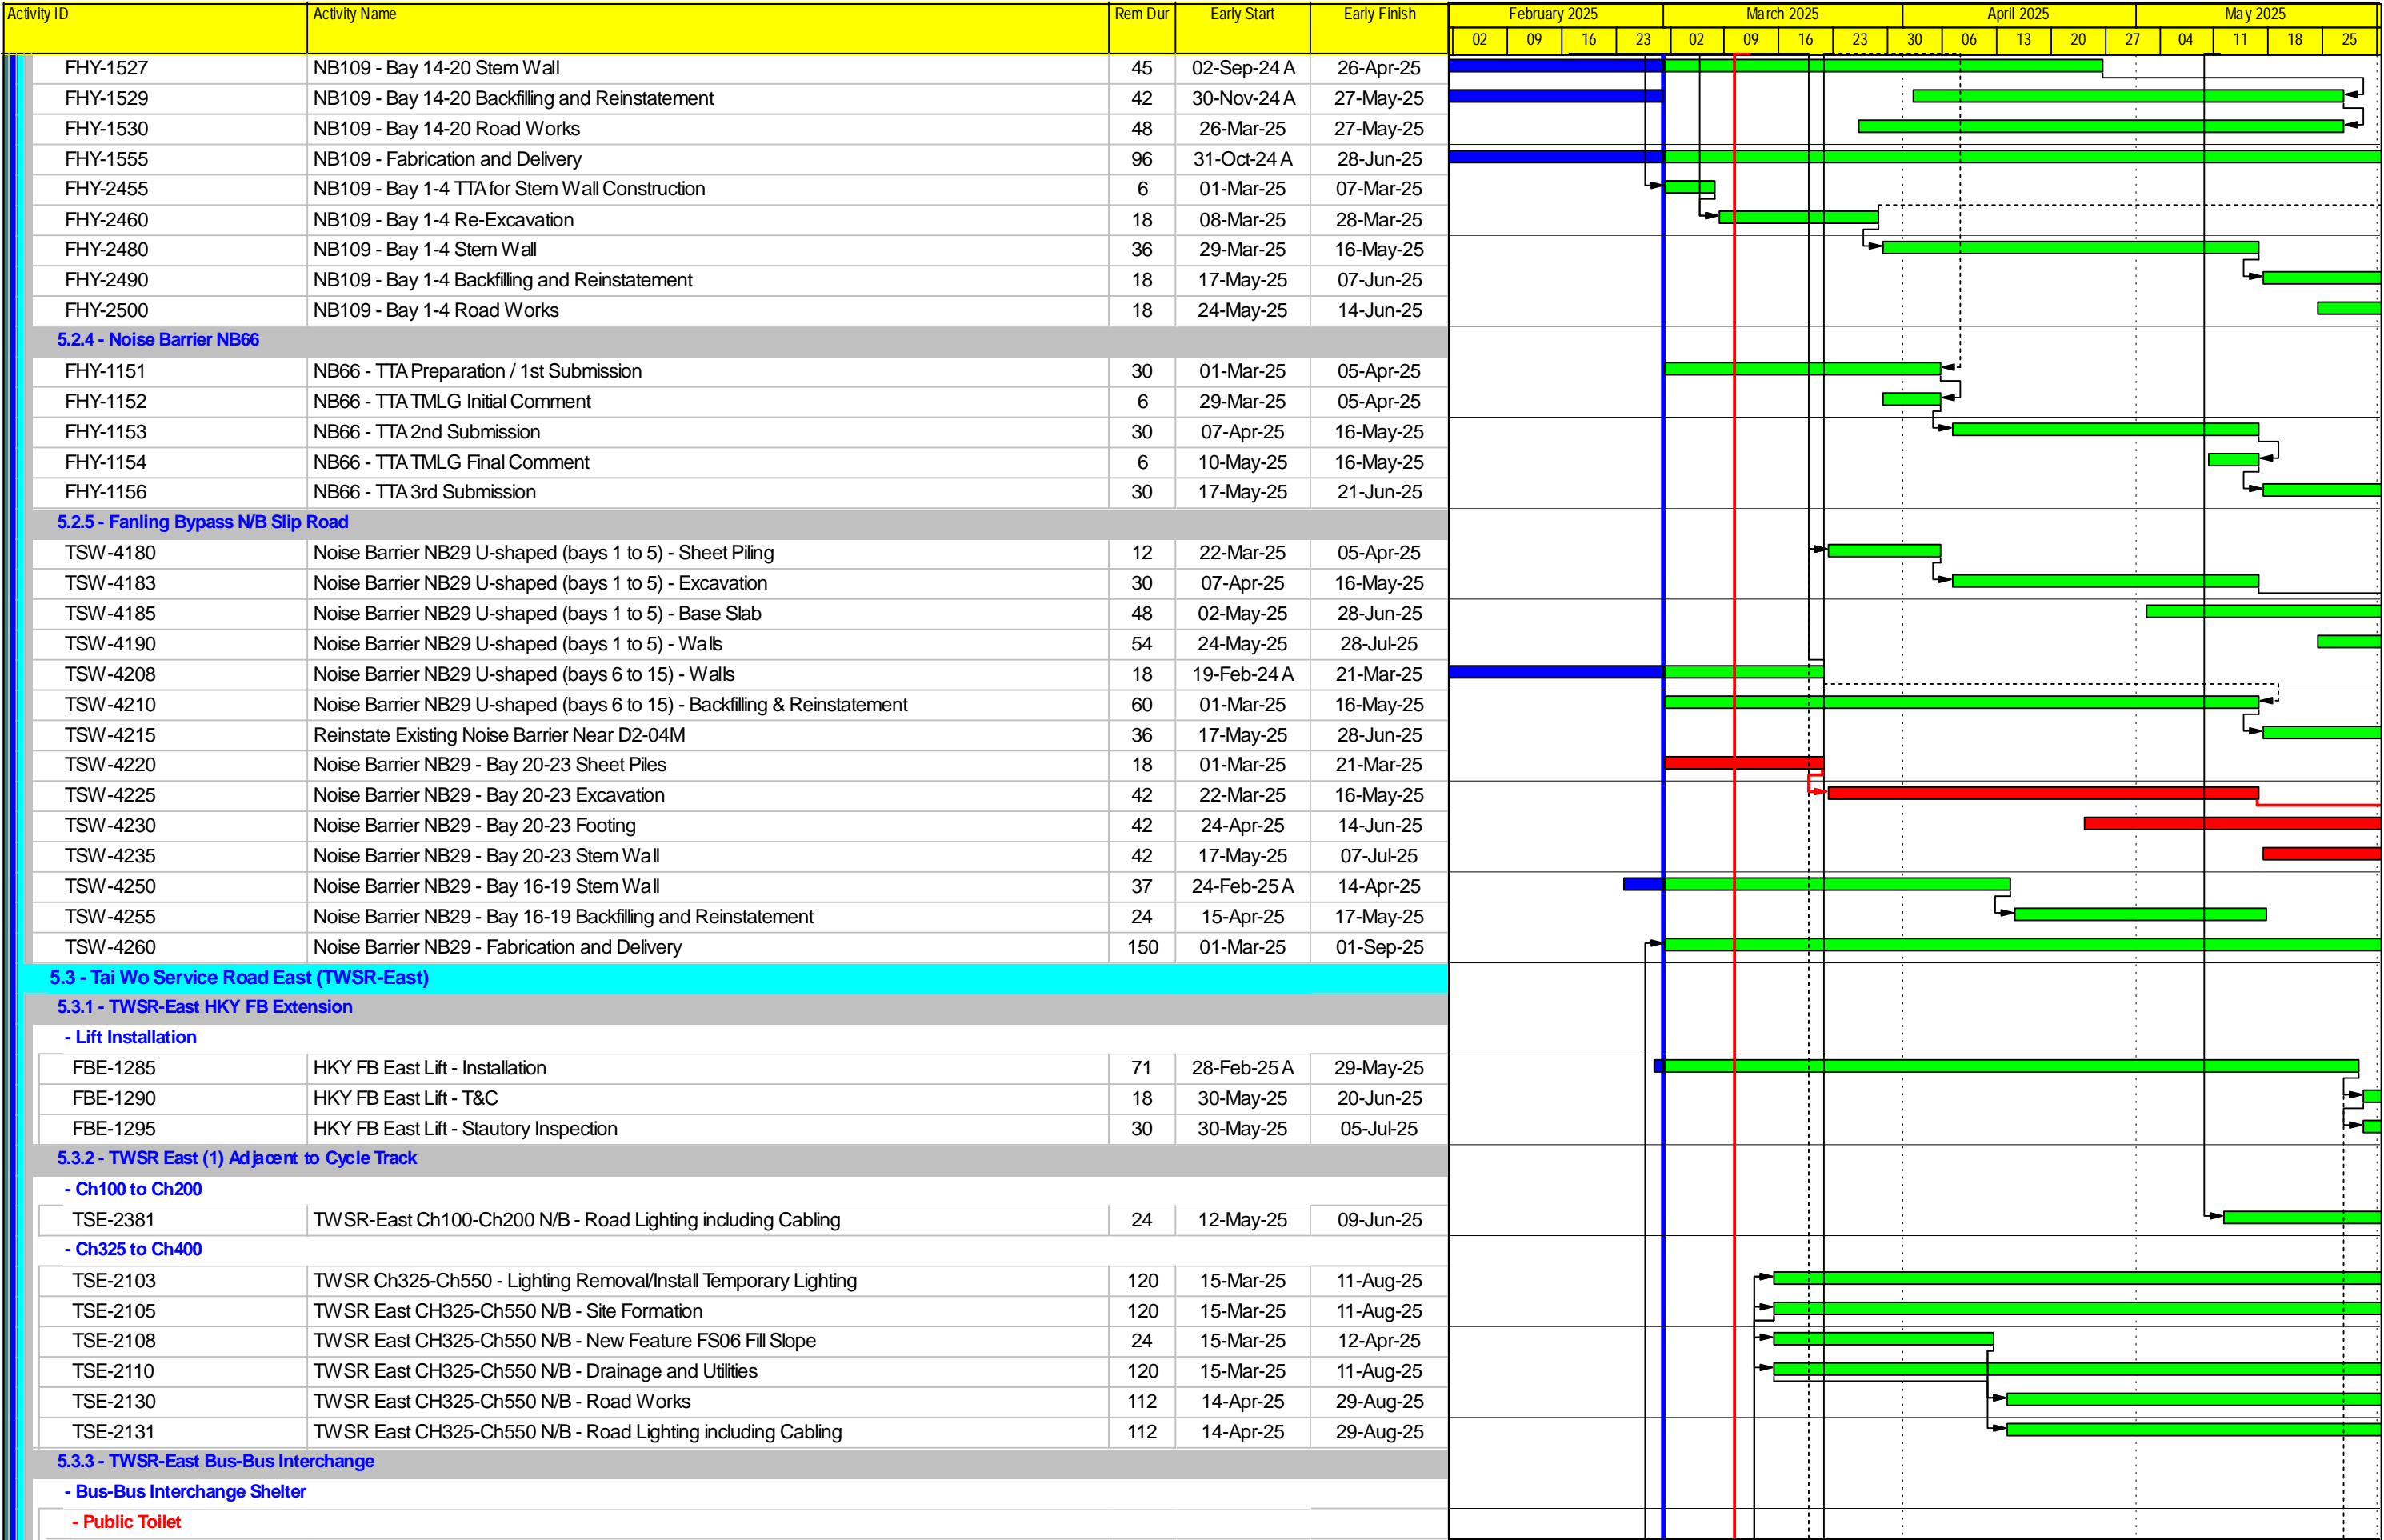 Activity ID Activity Name Rem Dur Early Start Early Finish February 2025 March 2025 April 2025 May 2025
02 09 16 23 02 09 16 23 30 06 13 20 27 04 11 18 25
FHY-1527 NB109 - Bay 14-20 Stem Wall 45 02-Sep-24 A 26-Apr-25
FHY-1529 NB109 - Bay 14-20 Backfilling and Reinstatement 42 30-Nov-24 A 27-May-25
FHY-1530 NB109 - Bay 14-20 Road Works 48 26-Mar-25 27-May-25
FHY-1555 NB109 - Fabrication and Delivery 96 31-Oct-24 A 28-Jun-25
FHY-2455 NB109 - Bay 1-4 TTA for Stem Wall Construction 6 01-Mar-25 07-Mar-25
FHY-2460 NB109 - Bay 1-4 Re-Excavation 18 08-Mar-25 28-Mar-25
FHY-2480 NB109 - Bay 1-4 Stem Wall 36 29-Mar-25 16-May-25
FHY-2490 NB109 - Bay 1-4 Backfilling and Reinstatement 18 17-May-25 07-Jun-25
FHY-2500 NB109 - Bay 1-4 Road Works 18 24-May-25 14-Jun-25
5.2.4 - Noise Barrier NB66
FHY-1151 NB66 - TTA Preparation / 1st Submission 30 01-Mar-25 05-Apr-25
FHY-1152 NB66 - TTA TMLG Initial Comment 6 29-Mar-25 05-Apr-25
FHY-1153 NB66 - TTA 2nd Submission 30 07-Apr-25 16-May-25
FHY-1154 NB66 - TTA TMLG Final Comment 6 10-May-25 16-May-25
FHY-1156 NB66 - TTA 3rd Submission 30 17-May-25 21-Jun-25
5.2.5 - Fanling Bypass N/B Slip Road
TSW-4180 Noise Barrier NB29 U-shaped (bays 1 to 5) - Sheet Piling 12 22-Mar-25 05-Apr-25
TSW-4183 Noise Barrier NB29 U-shaped (bays 1 to 5) - Excavation 30 07-Apr-25 16-May-25
TSW-4185 Noise Barrier NB29 U-shaped (bays 1 to 5) - Base Slab 48 02-May-25 28-Jun-25
TSW-4190 Noise Barrier NB29 U-shaped (bays 1 to 5) - Walls 54 24-May-25 28-Jul-25
TSW-4208 Noise Barrier NB29 U-shaped (bays 6 to 15) - Walls 18 19-Feb-24 A 21-Mar-25
TSW-4210 Noise Barrier NB29 U-shaped (bays 6 to 15) - Backfilling & Reinstatement 60 01-Mar-25 16-May-25
TSW-4215 Reinstate Existing Noise Barrier Near D2-04M 36 17-May-25 28-Jun-25
TSW-4220 Noise Barrier NB29 - Bay 20-23 Sheet Piles 18 01-Mar-25 21-Mar-25
TSW-4225 Noise Barrier NB29 - Bay 20-23 Excavation 42 22-Mar-25 16-May-25
TSW-4230 Noise Barrier NB29 - Bay 20-23 Footing 42 24-Apr-25 14-Jun-25
TSW-4235 Noise Barrier NB29 - Bay 20-23 Stem Wall 42 17-May-25 07-Jul-25
TSW-4250 Noise Barrier NB29 - Bay 16-19 Stem Wall 37 24-Feb-25 A 14-Apr-25
TSW-4255 Noise Barrier NB29 - Bay 16-19 Backfilling and Reinstatement 24 15-Apr-25 17-May-25
TSW-4260 Noise Barrier NB29 - Fabrication and Delivery 150 01-Mar-25 01-Sep-25
5.3 - Tai Wo Service Road East (TWSR-East)
5.3.1 - TWSR-East HKY FB Extension
- Lift Installation
FBE-1285 HKY FB East Lift - Installation 71 28-Feb-25 A 29-May-25
FBE-1290 HKY FB East Lift - T&C 18 30-May-25 20-Jun-25
FBE-1295 HKY FB East Lift - Stautory Inspection 30 30-May-25 05-Jul-25
5.3.2 - TWSR East (1) Adjacent to Cycle Track
- Ch100 to Ch200
TSE-2381 TWSR-East Ch100-Ch200 N/B - Road Lighting including Cabling 24 12-May-25 09-Jun-25
- Ch325 to Ch400
TSE-2103 TWSR Ch325-Ch550 - Lighting Removal/Install Temporary Lighting 120 15-Mar-25 11-Aug-25
TSE-2105 TWSR East CH325-Ch550 N/B - Site Formation 120 15-Mar-25 11-Aug-25
TSE-2108 TWSR East CH325-Ch550 N/B - New Feature FS06 Fill Slope 24 15-Mar-25 12-Apr-25
TSE-2110 TWSR East CH325-Ch550 N/B - Drainage and Utilities 120 15-Mar-25 11-Aug-25
TSE-2130 TWSR East CH325-Ch550 N/B - Road Works 112 14-Apr-25 29-Aug-25
TSE-2131 TWSR East CH325-Ch550 N/B - Road Lighting including Cabling 112 14-Apr-25 29-Aug-25
5.3.3 - TWSR-East Bus-Bus Interchange
- Bus-Bus Interchange Shelter
- Public Toilet